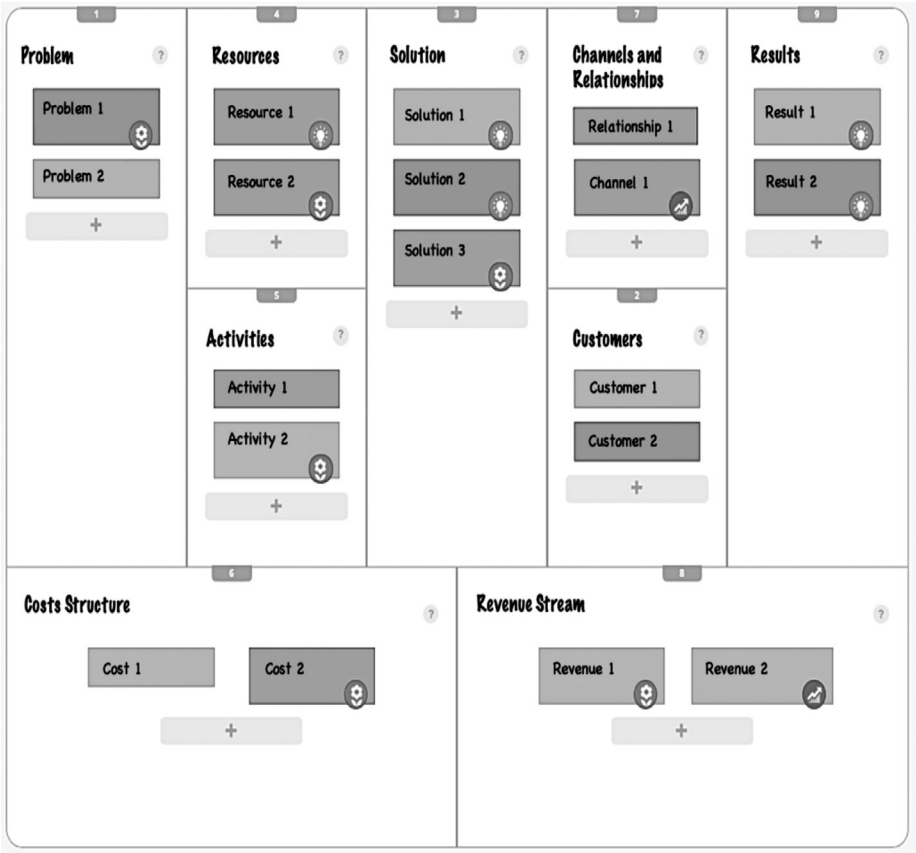 1
Problem
?
Problem 1
Problem 2
+
4
Resources
?
Resource 1
Resource 2
+
5
Activities
?
Activity 1
Activity 2
+
3
Solution
?
Solution 1
Solution 2
Solution 3
+
7
Channels and
Relationships
?
Relationship 1
Channel 1
+
2
Customers
?
Customer 1
Customer 2
+
9
Results
?
Result 1
Result 2
+
6
Costs Structure
?
Cost 1
Cost 2
+
8
Revenue Stream
?
Revenue 1
Revenue 2
+